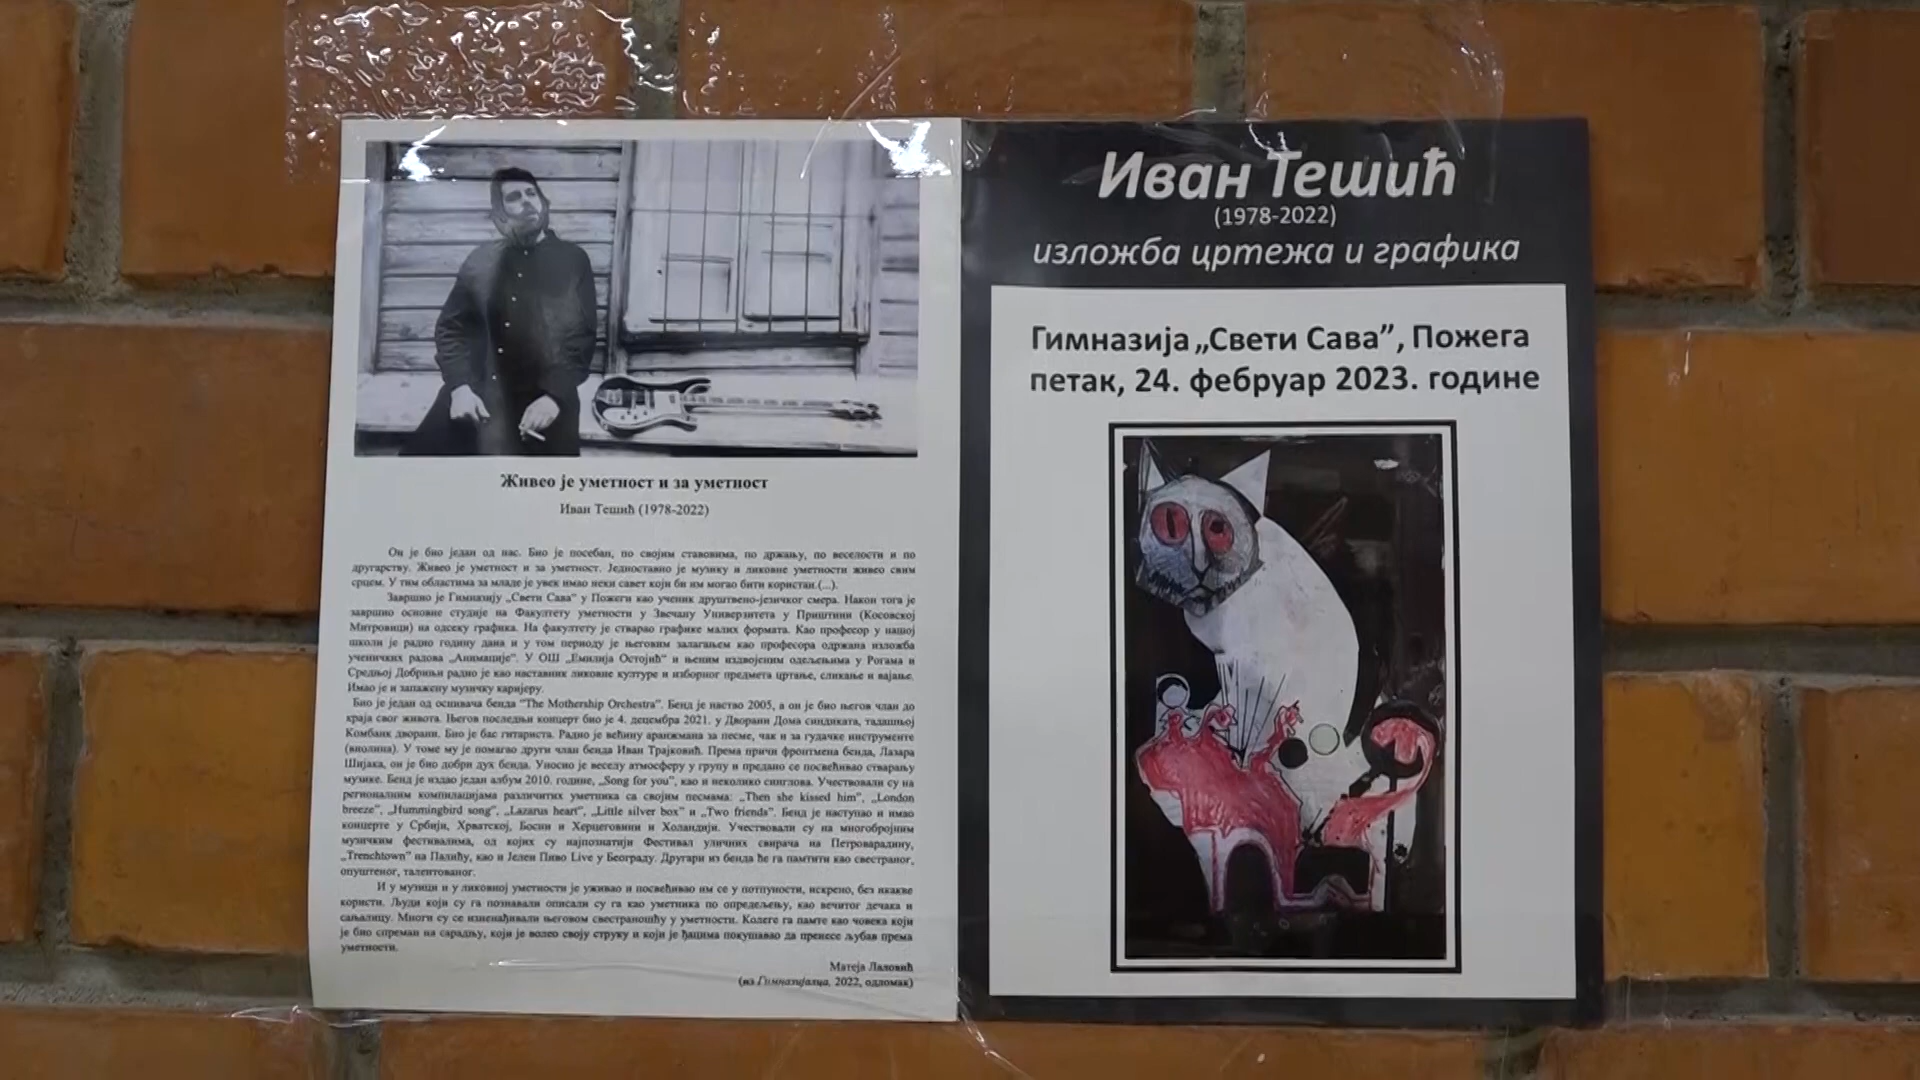 Живео је уметност и за уметност
Иван Тешић (1978-2022)
Он је био један од нас. Био је посебан, по својим ставовима, по држању, по веселости и по
другарству. Живео је уметност и за уметност. Једноставно је музику и ликовне уметности живео свим
срцем. У тим областима за младе је увек имао неки савет који би им могао бити користан.(...).
Завршио је Гимназију „Свети Сава” у Пожеги као ученик друштвено-језичког смера. Након тога је
завршио основне студије на Факултету уметности у Звечану Универзитета у Приштини (Косовској
Митровици) на одсеку графика. На факултету је стварао графике малих формата. Као професор у нашој
школи је радио годину дана и у том периоду је његовим залагањем као професора одржана изложба
ученичких радова „Анимације”. У ОШ „Емилија Остојић” и њеним издвојеним одељењима у Рогама и
Средњој Добрињи радио је као наставник ликовне културе и изборног предмета цртање, сликање и вајање.
Имао је и запажену музичку каријеру.
Био је један од оснивача бенда "The Mothership Orchestra". Бенд је настао 2005, а он је био његов члан до
краја свог живота. Његов последњи концерт био је 4. децембра 2021. у Дворани Дома синдиката, тадашњој
Комбанк дворани. Био је бас гитариста. Радио је већину аранжмана за песме, чак и за гудачке инструменте
(виолина). У томе му је помагао други члан бенда Иван Трајковић. Према причи фронтмена бенда, Лазара
Шијака, он је био добри дух бенда. Уносио је веселу атмосферу у групу и предано се посвећивао стварању
музике. Бенд је издао један албум 2010. године, „Song for you”, као и неколико синглова. Учествовали су на
регионалним компилацијама различитих уметника са својим песмама: „Then she kissed him”, „London
breeze”, „Hummingbird song”, „Lazarus heart”, „Little silver box” и „Two friends”. Бенд је наступао и имао
концерте у Србији, Хрватској, Босни и Херцеговини и Холандији. Учествовали су на многобројним
музичким фестивалима, од којих су најпознатији Фестивал уличних свирача на Петроварадину,
„Trenchtown” на Палићу, као и Јелен Пиво Live у Београду. Другари из бенда ће га памтити као свестраног,
опуштеног, талентованог.
И у музици и у ликовној уметности је уживао и посвећивао им се у потпуности, искрено, без икакве
користи. Људи који су га познавали описали су га као уметника по опредељењу, као вечитог дечака и
сањалицу. Многи су се изненађивали његовом свестраношћу у уметности. Колеге га памте као човека који
је био спреман на сарадњу, који је волео своју струку и који је ђацима покушавао да пренесе љубав према
уметности.
Матеја Лаловић
(из Гимназијалца, 2022, одломак)
Иван Тешић
(1978-2022)
изложба цртежа и графика
Гимназија „Свети Сава”, Пожега
петак, 24. фебруар 2023. године